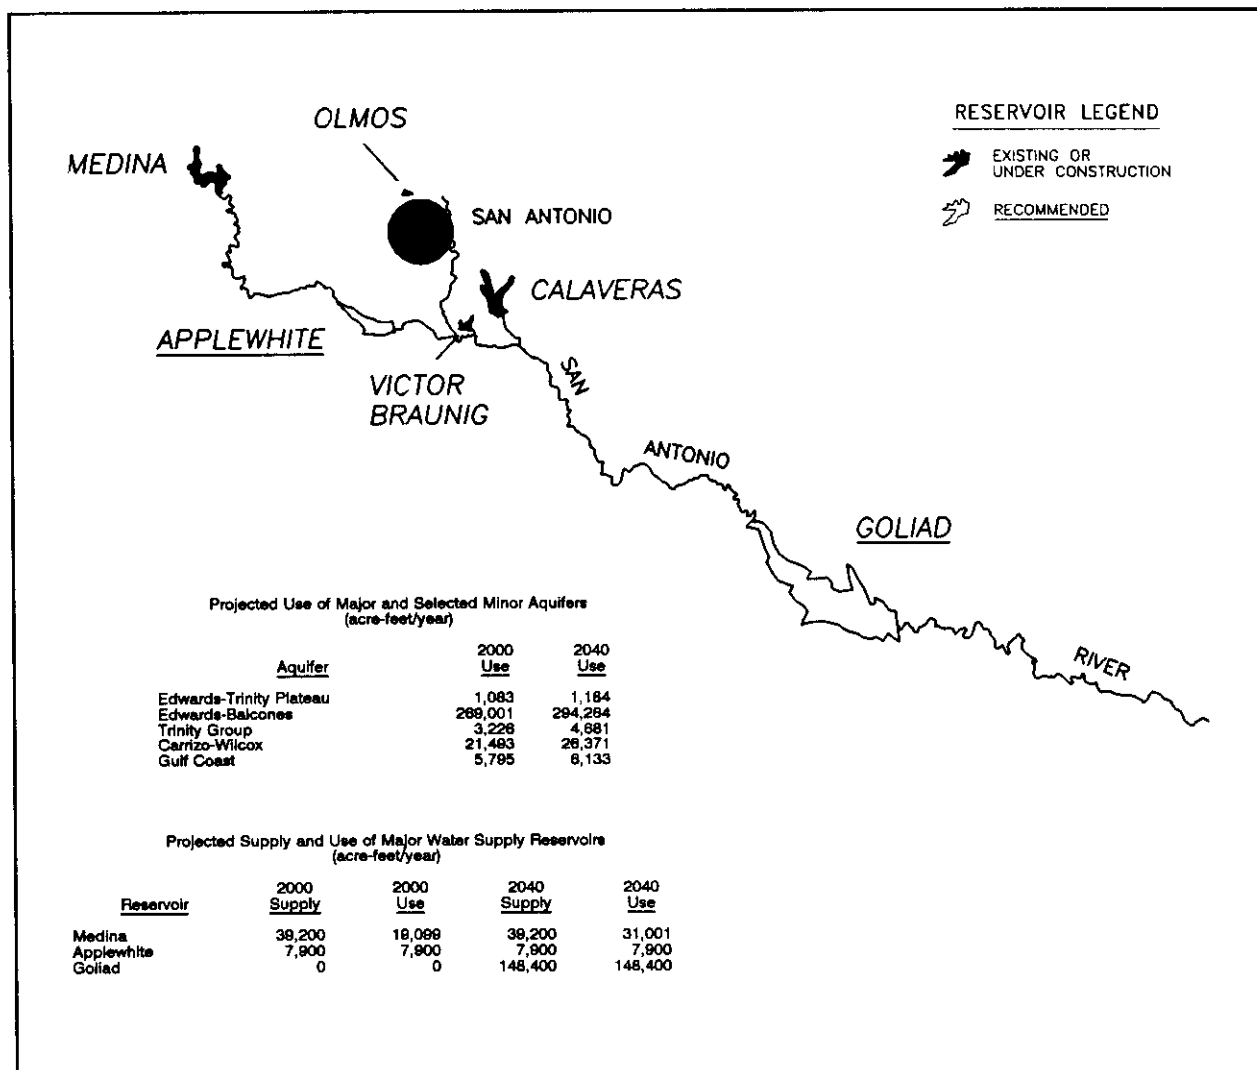 OLMOS
MEDINA
SAN ANTONIO
CALAVERAS
APPLEWHITE
VICTOR
BRAUNIG
SAN
ANTONIO
GOLIAD
RIVER
RESERVOIR LEGEND
EXISTING OR
UNDER CONSTRUCTION
RECOMMENDED
Projected Use of Major and Selected Minor Aquifers
(acre-feet/year)
2000 2040
Aquifer Use Use
Edwards-Trinity Plateau 1,083 1,184
Edwards-Balcones 269,001 294,264
Trinity Group 3,226 4,681
Carrizo-Wilcox 21,493 26,371
Gulf Coast 5,795 6,133
Projected Supply and Use of Major Water Supply Reservoirs
(acre-feet/year)
2000 2000 2040 2040
Reservoir Supply Use Supply Use
Medina 39,200 19,099 39,200 31,001
Applewhite 7,900 7,900 7,900 7,900
Goliad 0 0 148,400 148,400